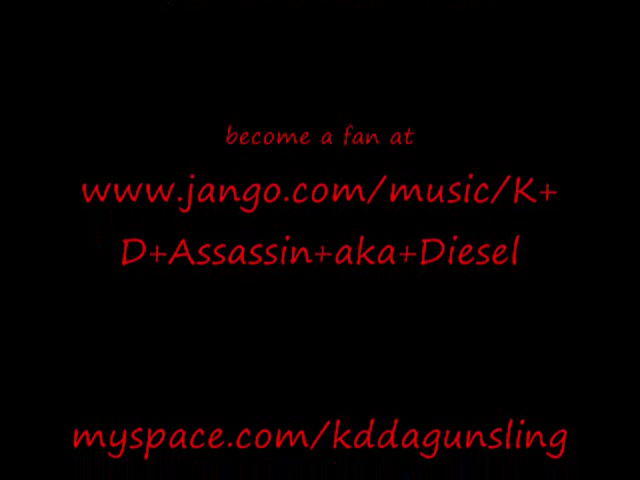 become a fan at
www.jango.com/music/K+
D+Assassin+aka+Diesel
myspace.com/kddagunsling